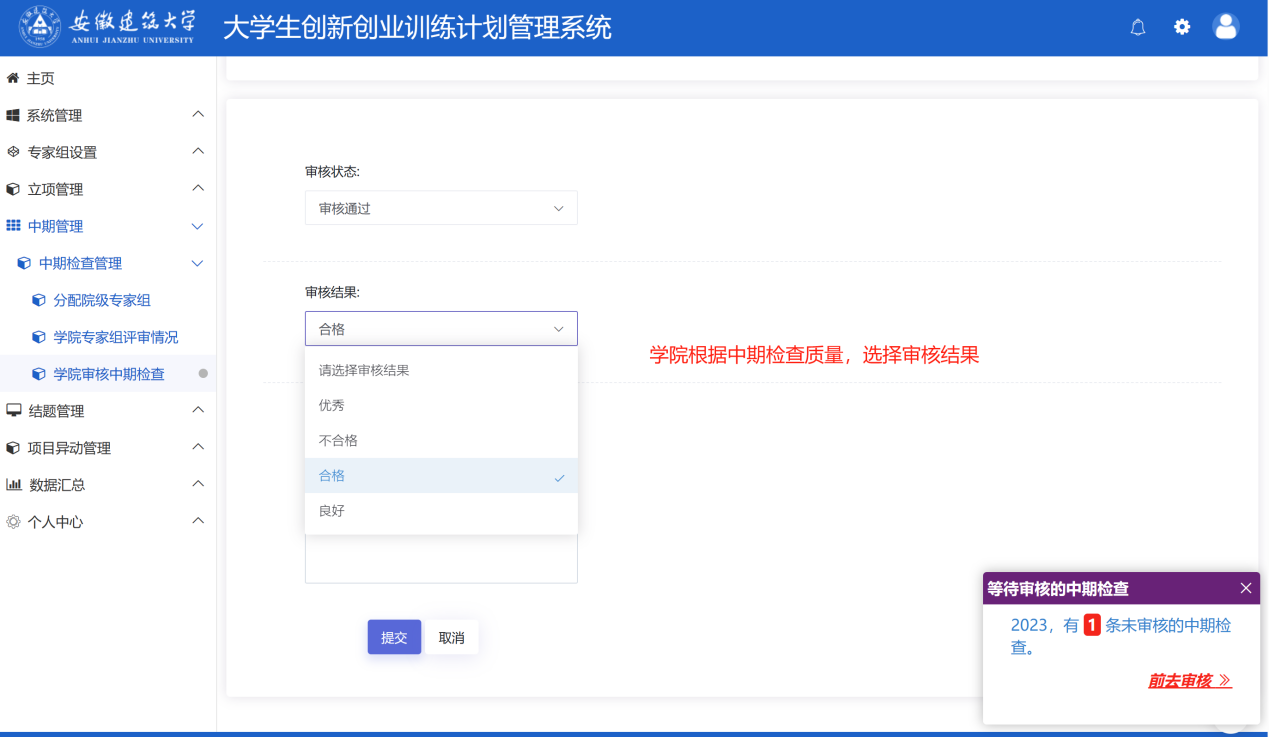 安徽建筑大学
ANHUI JIANZHU UNIVERSITY
大学生创新创业训练计划管理系统
主页
系统管理
专家组设置
立项管理
中期管理
中期检查管理
分配院级专家组
学院专家组评审情况
学院审核中期检查
结题管理
项目异动管理
数据汇总
个人中心
审核状态:
审核通过
审核结果:
合格
请选择审核结果
优秀
不合格
合格
良好
学院根据中期检查质量，选择审核结果
提交 取消
等待审核的中期检查
2023，有 1 条未审核的中期检
查。
前去审核